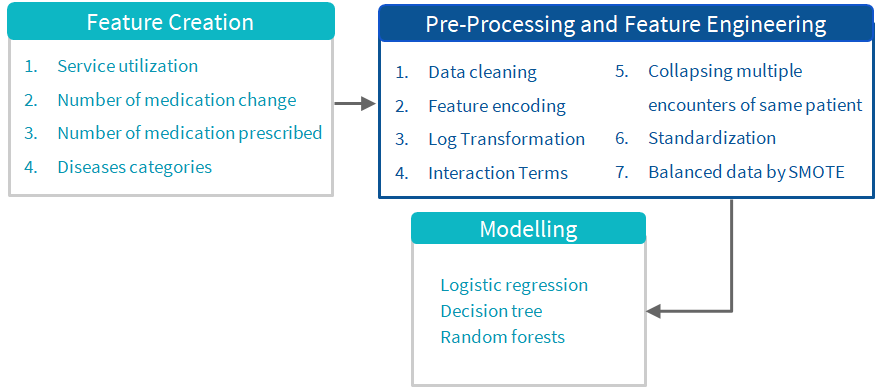 Feature Creation
1. Service utilization
2. Number of medication change
3. Number of medication prescribed
4. Diseases categories
Pre-Processing and Feature Engineering
1. Data cleaning
2. Feature encoding
3. Log Transformation
4. Interaction Terms
5. Collapsing multiple
encounters of same patient
6. Standardization
7. Balanced data by SMOTE
Modelling
Logistic regression
Decision tree
Random forests